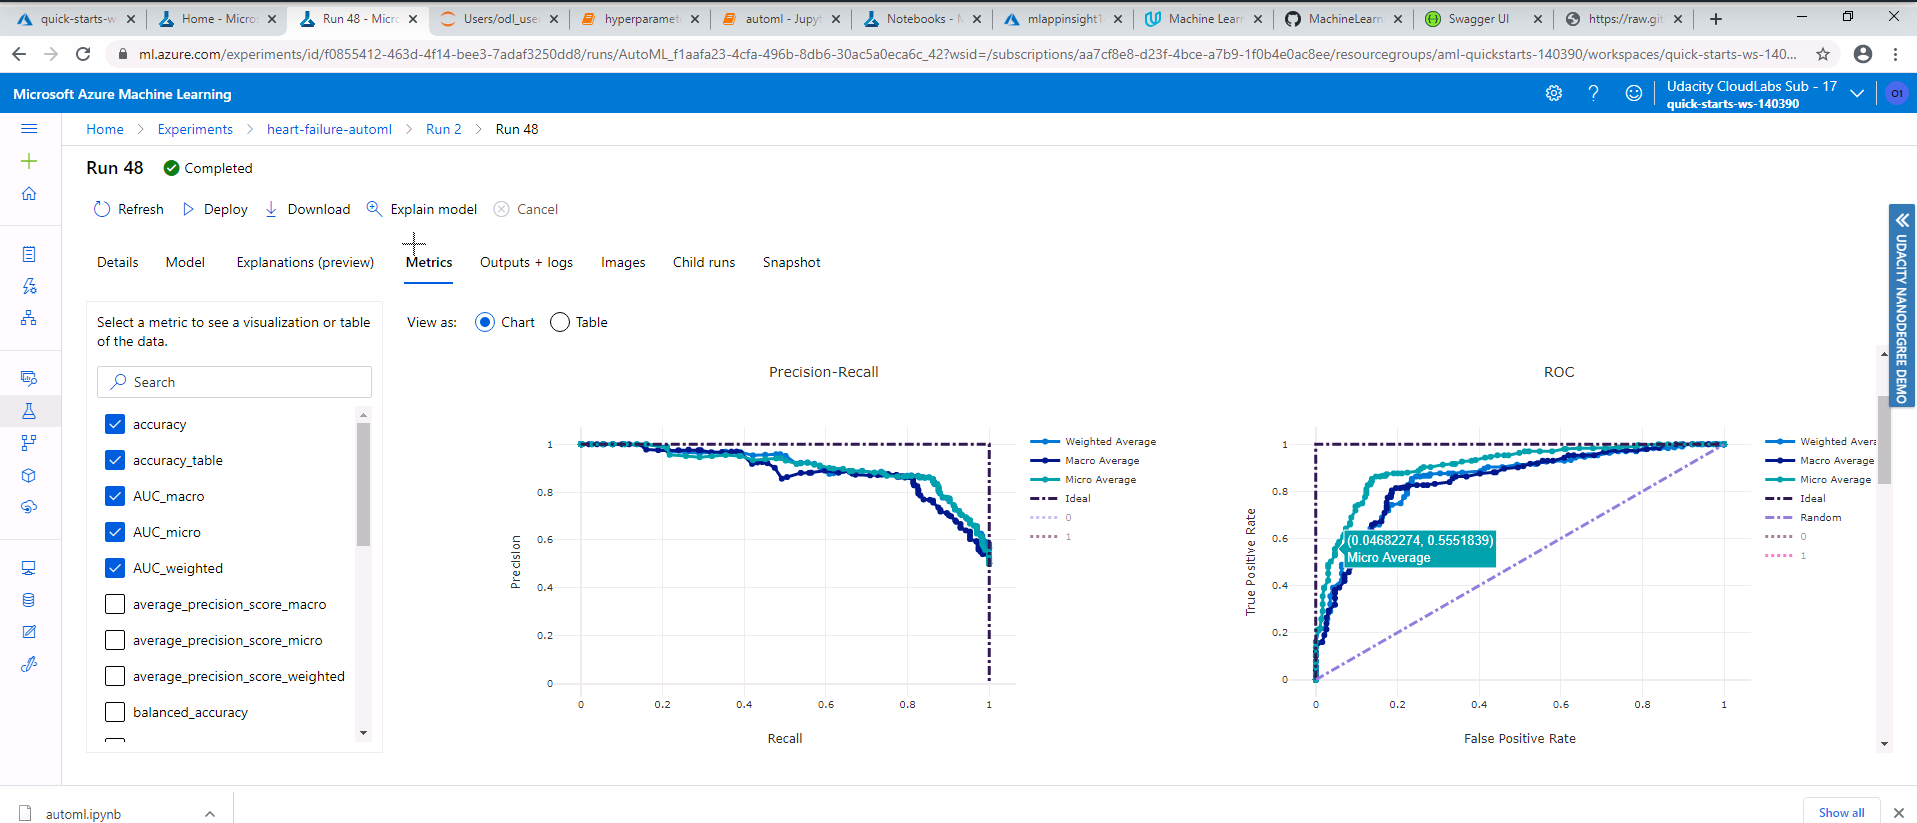 quick-starts-ws
Home - Micros
Run 48 - Micr
Users/odl_use
hyperparamet
automl - Jupyt
Notebooks - M
mlappinsight1
Machine Learn
MachineLearn
Swagger UI
https://raw.git
ml.azure.com/experiments/id/f0855412-463d-4f14-bee3-7adaf3250dd8/runs/AutoML_f1aafa23-4cfa-496b-8db6-30ac5a0eca6c_42?wsid=/subscriptions/aa7cf8e8-d23f-4bce-a7b9-1f0b4e0ac8ee/resourcegroups/aml-quickstarts-140390/workspaces/quick-starts-ws-140...
Microsoft Azure Machine Learning
Udacity CloudLabs Sub - 17
quick-starts-ws-140390
O1
Home > Experiments > heart-failure-automl > Run 2 > Run 48
Run 48
Completed
Refresh
Deploy
Download
Explain model
Cancel
Details
Model
Explanations (preview)
Metrics
Outputs + logs
Images
Child runs
Snapshot
UDACITY NANODEGREE DEMO
Select a metric to see a visualization or table
of the data.
Search
accuracy
accuracy_table
AUC_macro
AUC_micro
AUC_weighted
average_precision_score_macro
average_precision_score_micro
average_precision_score_weighted
balanced_accuracy
View as:
Chart
Table
Precision-Recall
1
0.8
0.6
0.4
0.2
0
Precision
0
0.2
0.4
0.6
0.8
1
Recall
Weighted Average
Macro Average
Micro Average
Ideal
0
1
ROC
1
0.8
0.6
0.4
0.2
0
True Positive Rate
(0.04682274, 0.5551839)
Micro Average
0
0.2
0.4
0.6
0.8
1
False Positive Rate
Weighted Avera
Macro Average
Micro Average
Ideal
Random
0
1
automl.ipynb
Show all